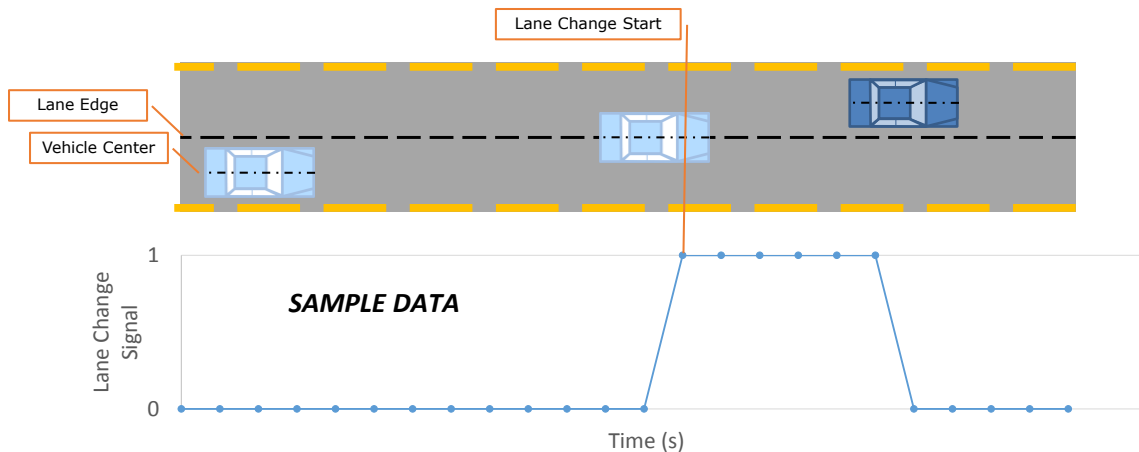 Lane Change Start
Lane Edge
Vehicle Center
1
Lane Change
Signal
SAMPLE DATA
0
Time (s)